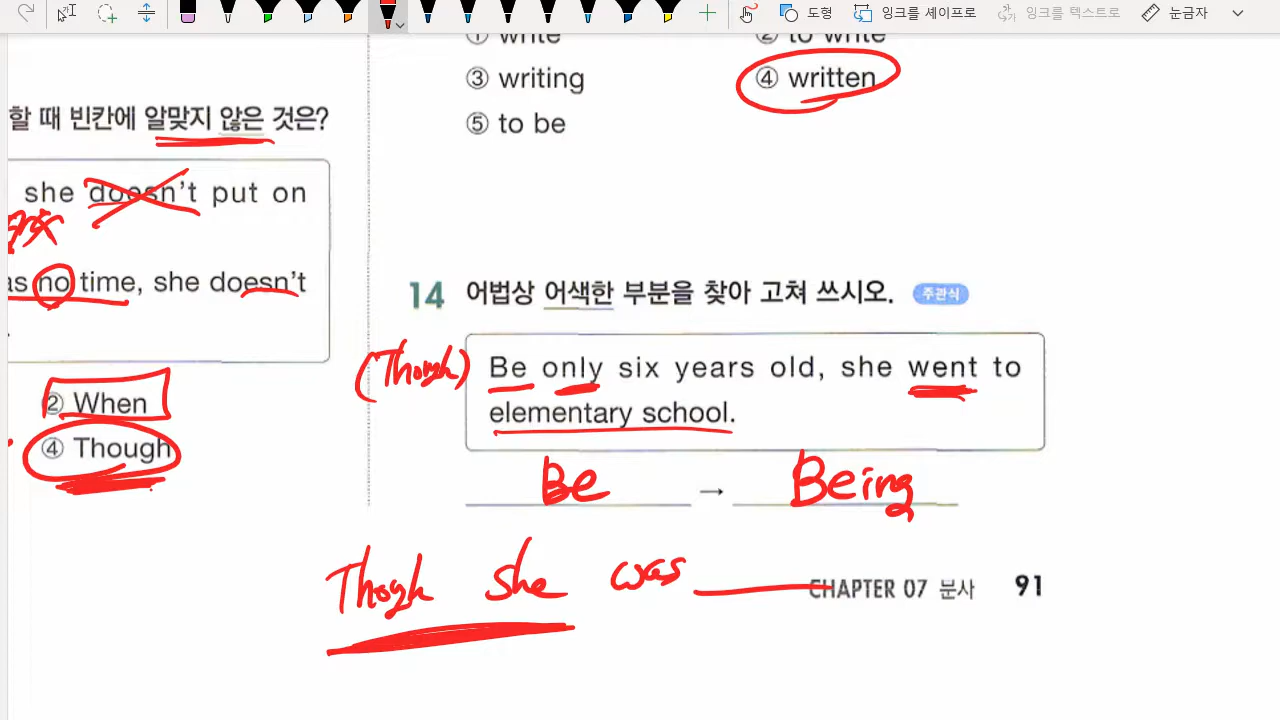 도형
잉크를 셰이프로
잉크를 텍스트로
눈금자
할 때 빈칸에 알맞지 않은 것은?
she doesn't put on
as no time, she doesn't
② When
④ Though
① write
② to write
③ writing
④ written
⑤ to be
14 어법상 어색한 부분을 찾아 고쳐 쓰시오. 주관식
(Though)
Be only six years old, she went to
elementary school.
Be → Being
Thogh she was
CHAPTER 07 분사 91